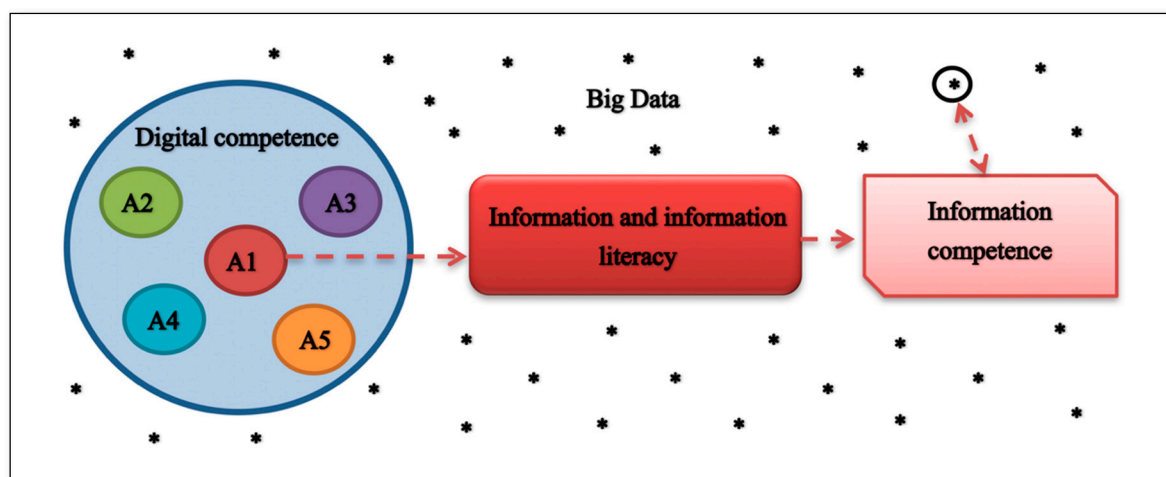 Big Data
Digital competence
A2
A3
A1
A4
A5
Information and information
literacy
Information
competence